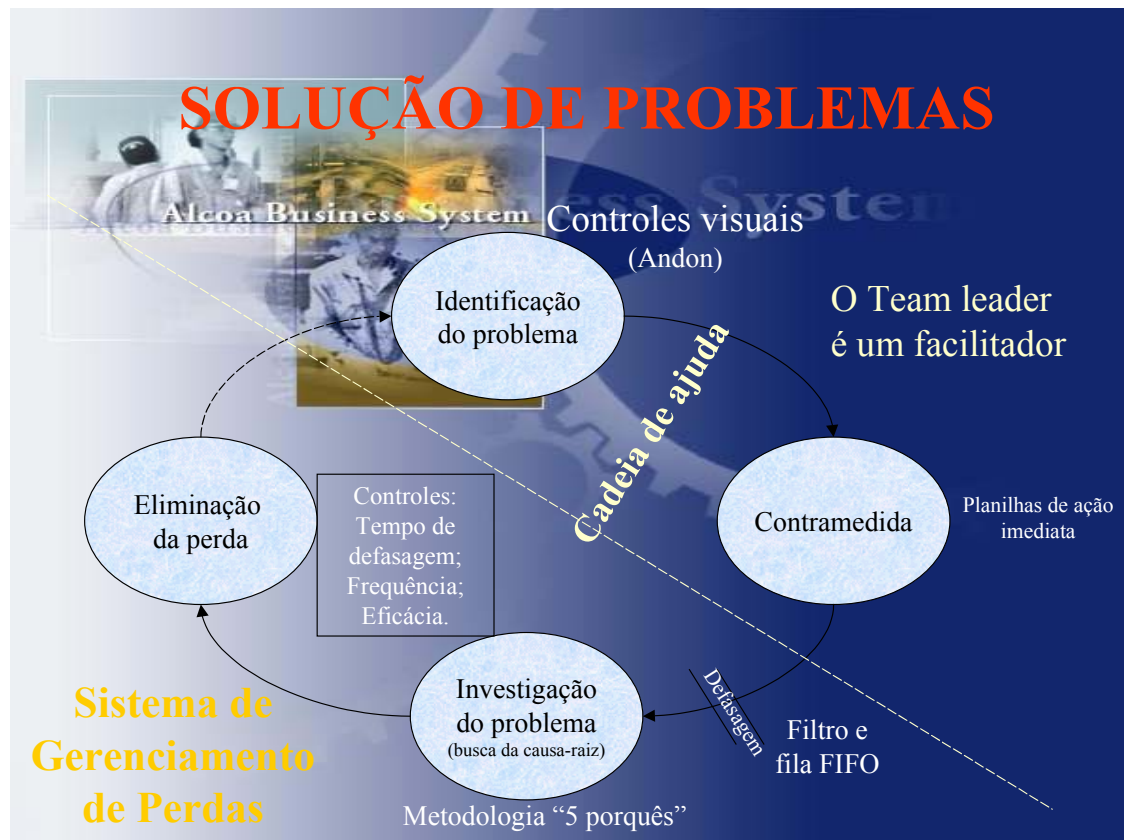 SOLUÇÃO DE PROBLEMAS
Alcoa Business System
Business System
Controles visuais
(Andon)
Identificação
do problema
O Team leader
é um facilitador
Cadeia de ajuda
Eliminação
da perda
Controles:
Tempo de
defasagem;
Frequência;
Eficácia.
Contramedida
Planilhas de ação
imediata
Investigação
do problema
(busca da causa-raiz)
Defasagem
Filtro e
fila FIFO
Sistema de
Gerenciamento
de Perdas
Metodologia “5 porquês”